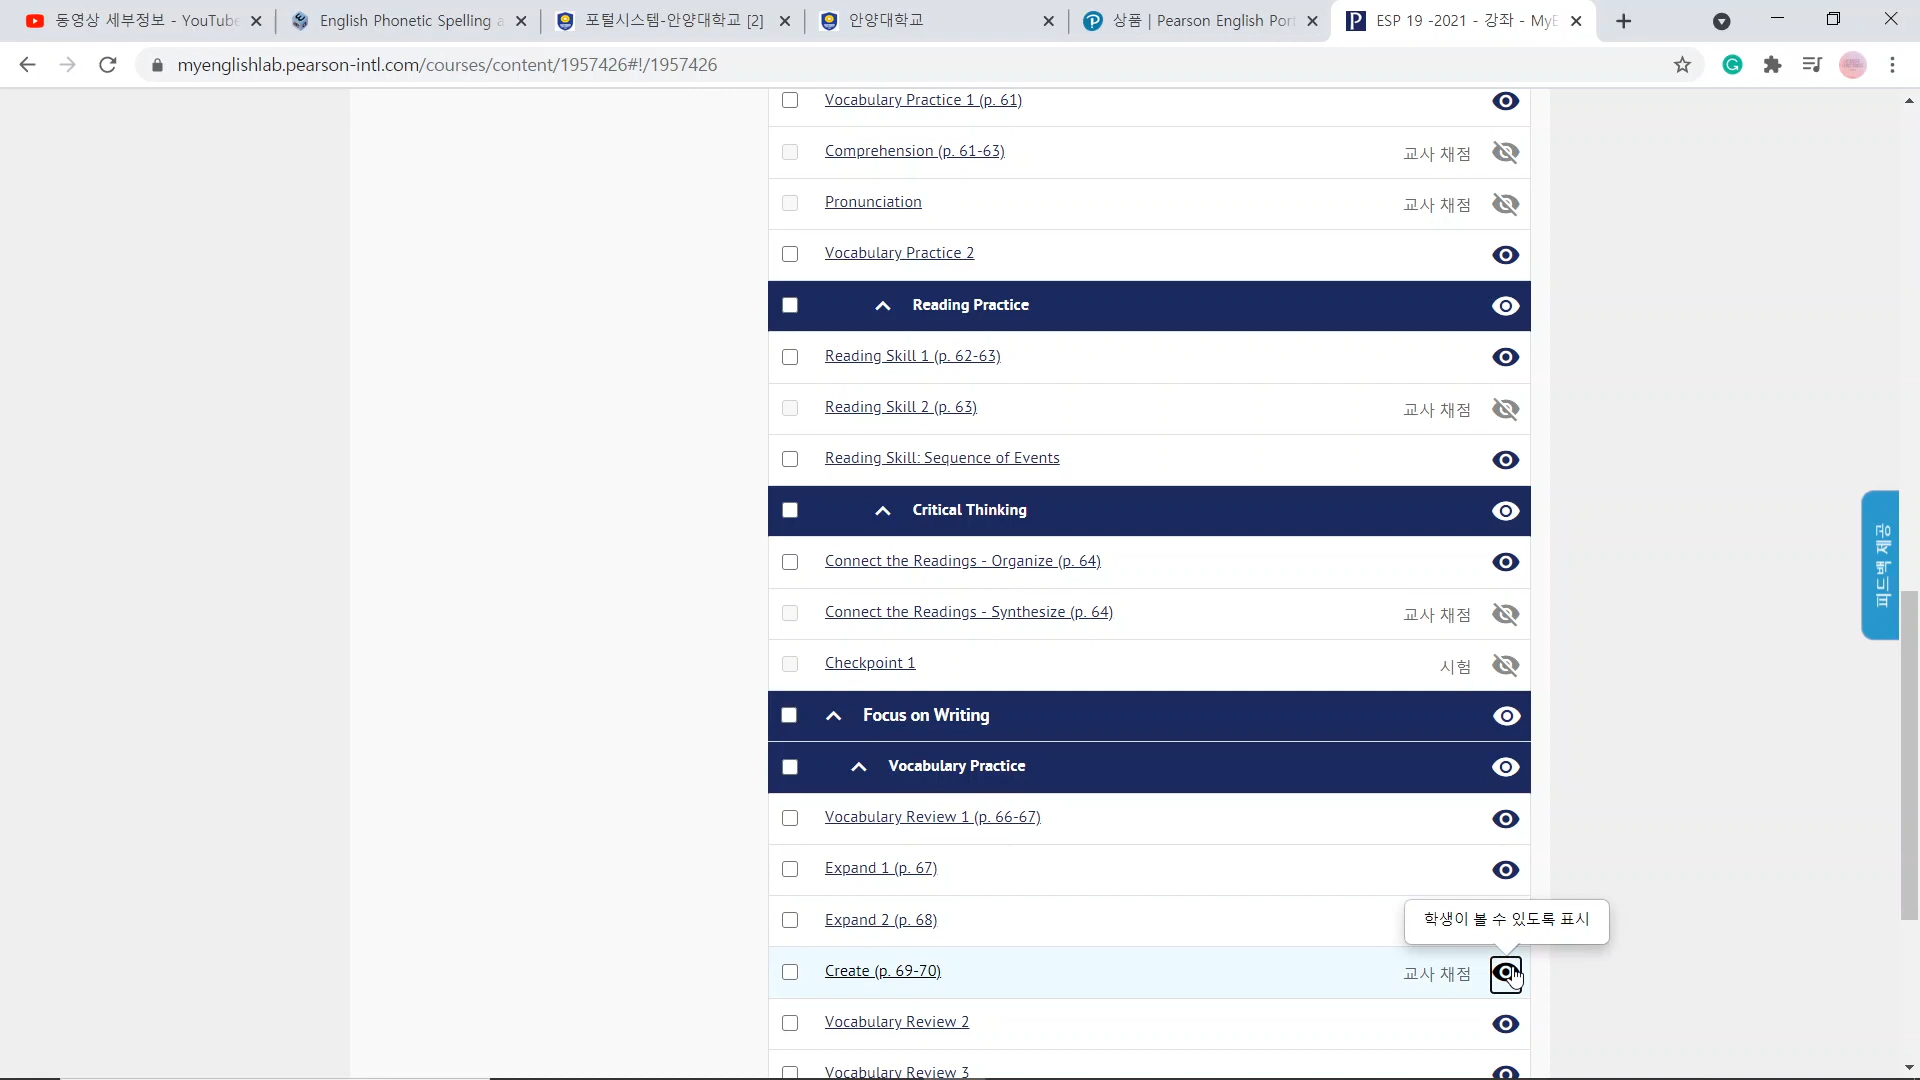 동영상 세부정보 - YouTube
English Phonetic Spelling a
포털시스템-안양대학교 [2]
안양대학교
상품 | Pearson English Port
ESP 19 -2021 - 강좌 - MyE
myenglishlab.pearson-intl.com/courses/content/1957426#!/1957426
Vocabulary Practice 1 (p. 61)
Comprehension (p. 61-63) 교사 채점
Pronunciation 교사 채점
Vocabulary Practice 2
Reading Practice
Reading Skill 1 (p. 62-63)
Reading Skill 2 (p. 63) 교사 채점
Reading Skill: Sequence of Events
Critical Thinking
Connect the Readings - Organize (p. 64)
Connect the Readings - Synthesize (p. 64) 교사 채점
Checkpoint 1 시험
Focus on Writing
Vocabulary Practice
Vocabulary Review 1 (p. 66-67)
Expand 1 (p. 67)
Expand 2 (p. 68)
학생이 볼 수 있도록 표시
Create (p. 69-70) 교사 채점
Vocabulary Review 2
Vocabulary Review 3
피드백 제공